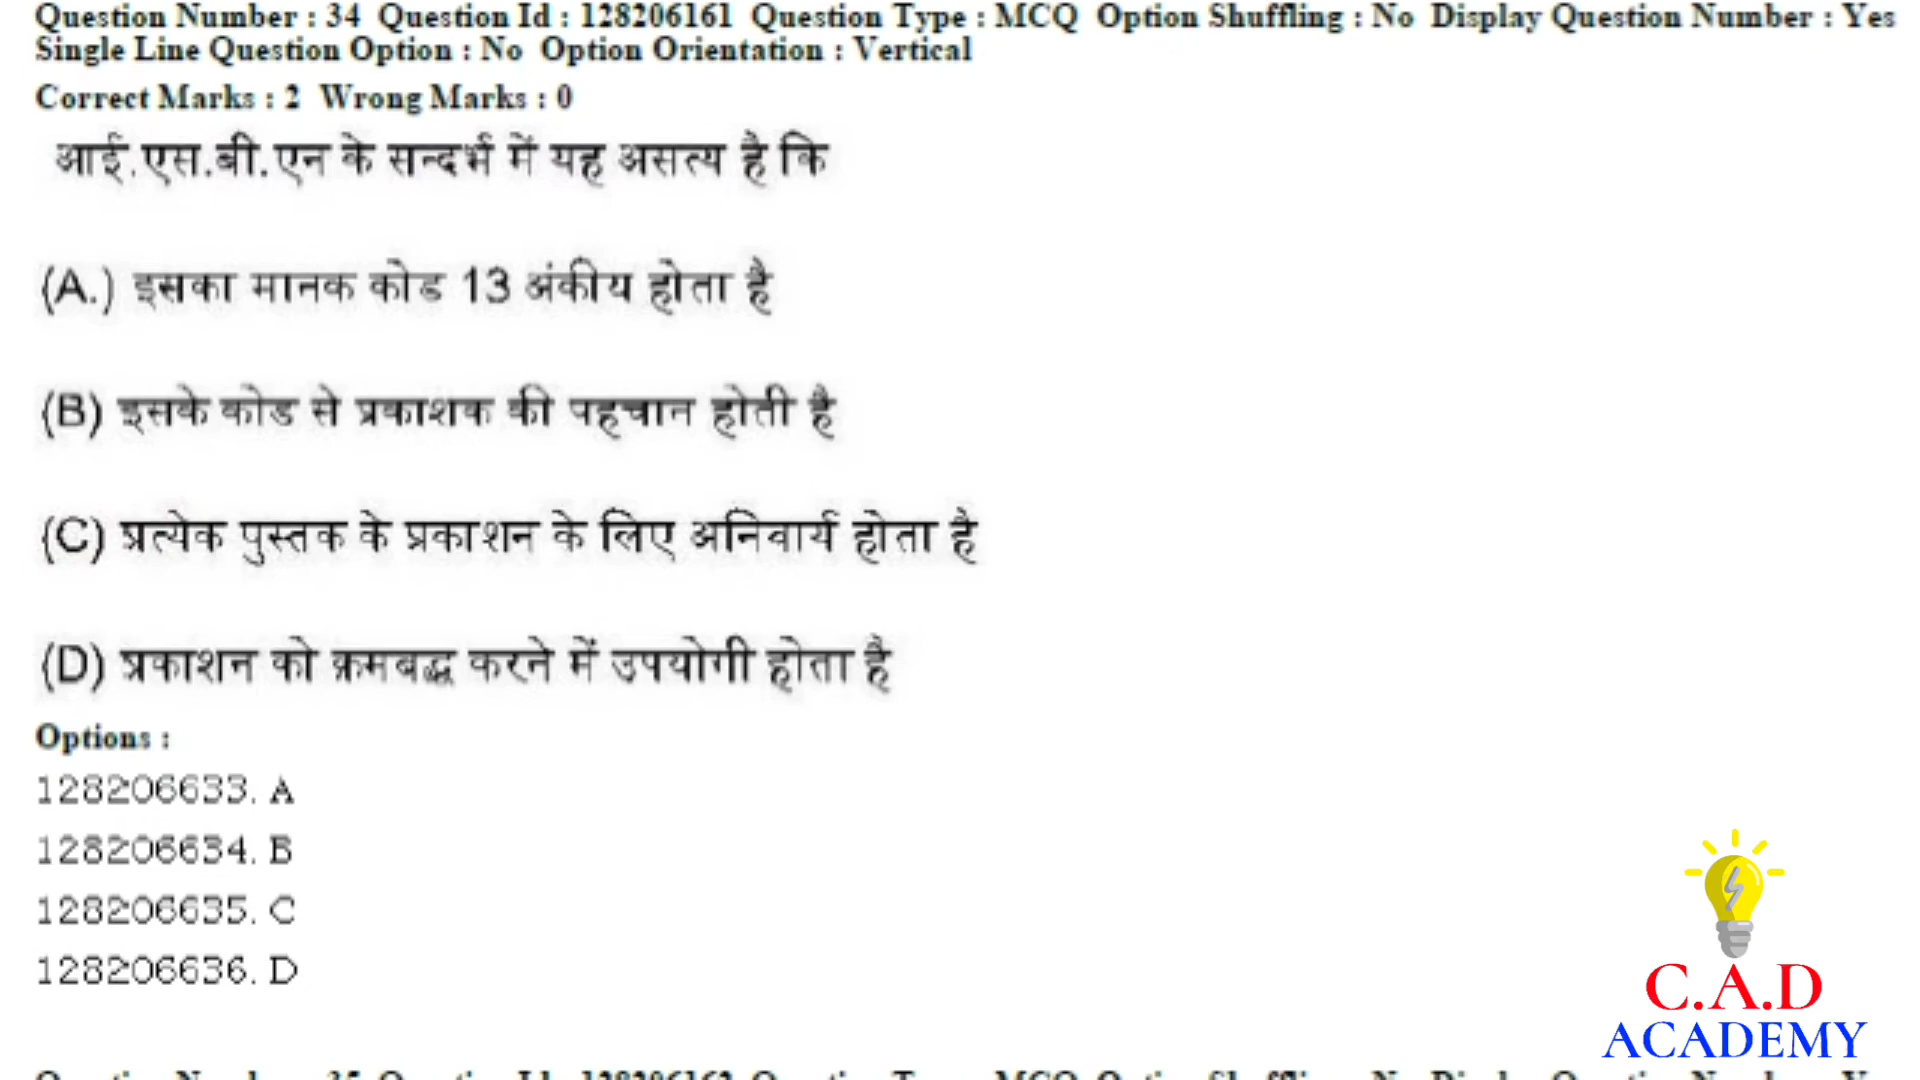 Question Number : 34 Question Id : 128206161 Question Type : MCQ Option Shuffling : No Display Question Number : Yes
Single Line Question Option : No Option Orientation : Vertical
Correct Marks : 2 Wrong Marks : 0
आई.एस.बी.एन के सन्दर्भ में यह असत्य है कि
(A.) इसका मानक कोड 13 अंकीय होता है
(B) इसके कोड से प्रकाशक की पहचान होती है
(C) प्रत्येक पुस्तक के प्रकाशन के लिए अनिवार्य होता है
(D) प्रकाशन को क्रमबद्ध करने में उपयोगी होता है
Options :
128206633. A
128206634. B
128206635. C
128206636. D
C.A.D
ACADEMY